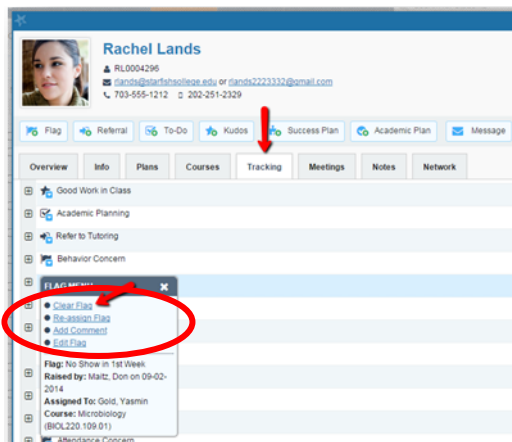 Rachel Lands
RL0004296
rlands@starfishsollege.edu or rlands2223332@gmail.com
703-555-1212 202-251-2329
Flag Referral To-Do Kudos Success Plan Academic Plan Message
Overview Info Plans Courses Tracking Meetings Notes Network
Good Work in Class
Academic Planning
Refer to Tutoring
Behavior Concern
FLAG MENU
Clear Flag
Re-assign Flag
Add Comment
Edit Flag
Flag: No Show in 1st Week
Raised by: Maitz, Don on 09-02-
2014
Assigned To: Gold, Yasmin
Course: Microbiology
(BIOL220.109.01)
Attendance Concern